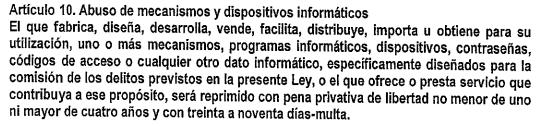 Artículo 10. Abuso de mecanismos y dispositivos informáticos
El que fabrica, diseña, desarrolla, vende, facilita, distribuye, importa u obtiene para su
utilización, uno o más mecanismos, programas informáticos, dispositivos, contraseñas,
códigos de acceso o cualquier otro dato informático, específicamente diseñados para la
comisión de los delitos previstos en la presente Ley, o el que ofrece o presta servicio que
contribuya a ese propósito, será reprimido con pena privativa de libertad no menor de uno
ni mayor de cuatro años y con treinta a noventa días-multa.